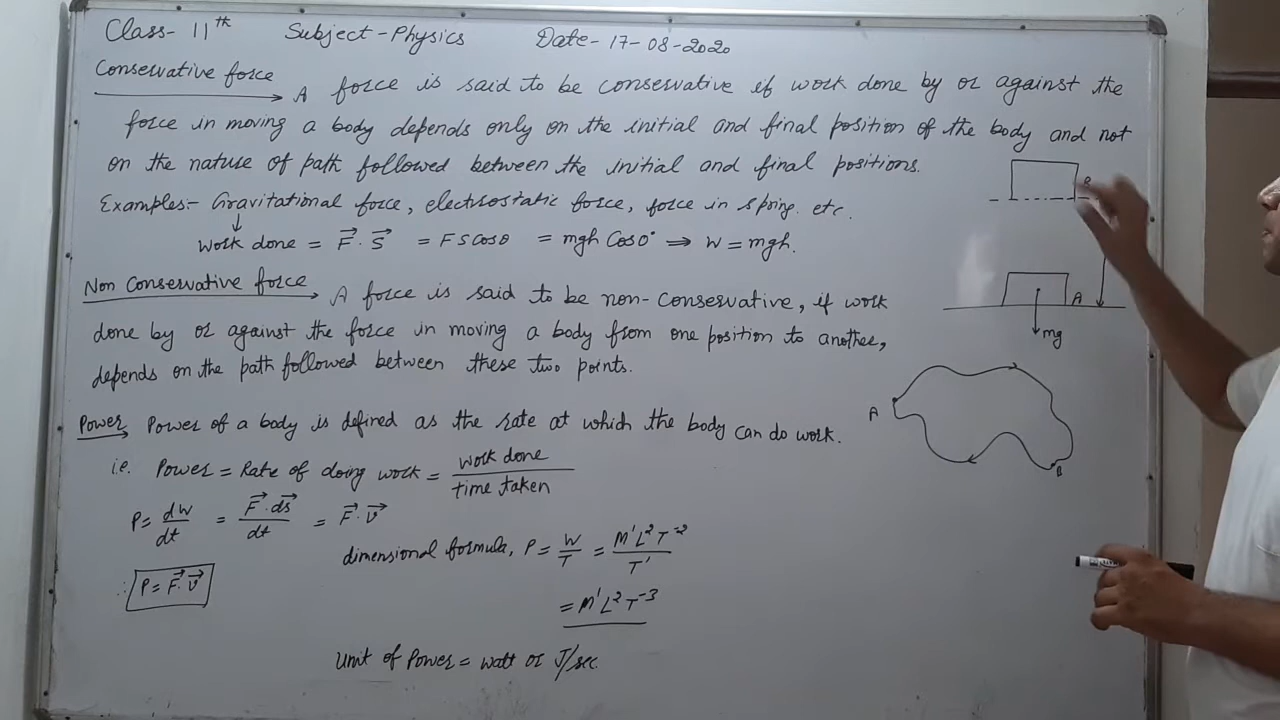 Class- 11th Subject-Physics Date- 17-08-2020
Conservative force → A force is said to be conservative if work done by or against the
force in moving a body depends only on the initial and final position of the body and not
on the nature of path followed between the initial and final positions.
Examples:- Gravitational force, electrostatic force, force in spring. etc.
↓
Work done = F⃗ . S⃗ = FS cosθ = mgh Cos0° ⇒ W = mgh.
B
A
mg
Non Conservative force → A force is said to be non-conservative, if work
done by or against the force in moving a body from one position to another,
depends on the path followed between these two points.
A
B
Power → Power of a body is defined as the rate at which the body can do work.
i.e. Power = Rate of doing work = work done / time taken
P = dW/dt = F⃗.ds⃗/dt = F⃗.v⃗
dimensional formula, P = W/T = M¹L²T⁻²/T¹
∴ P = F⃗.v⃗
= M¹L²T⁻³
Unit of Power = watt or J/sec